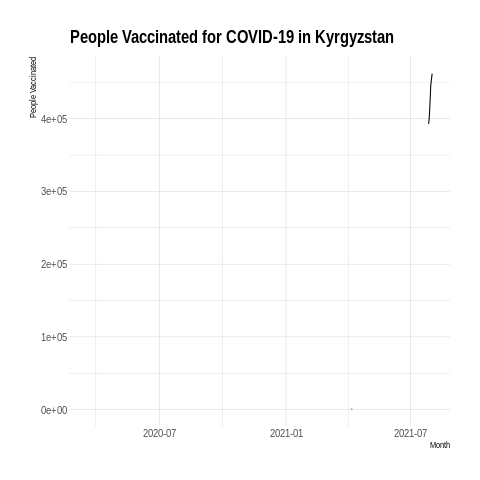 People Vaccinated for COVID-19 in Kyrgyzstan
People Vaccinated
4e+05
3e+05
2e+05
1e+05
0e+00
2020-07
2021-01
2021-07
Month